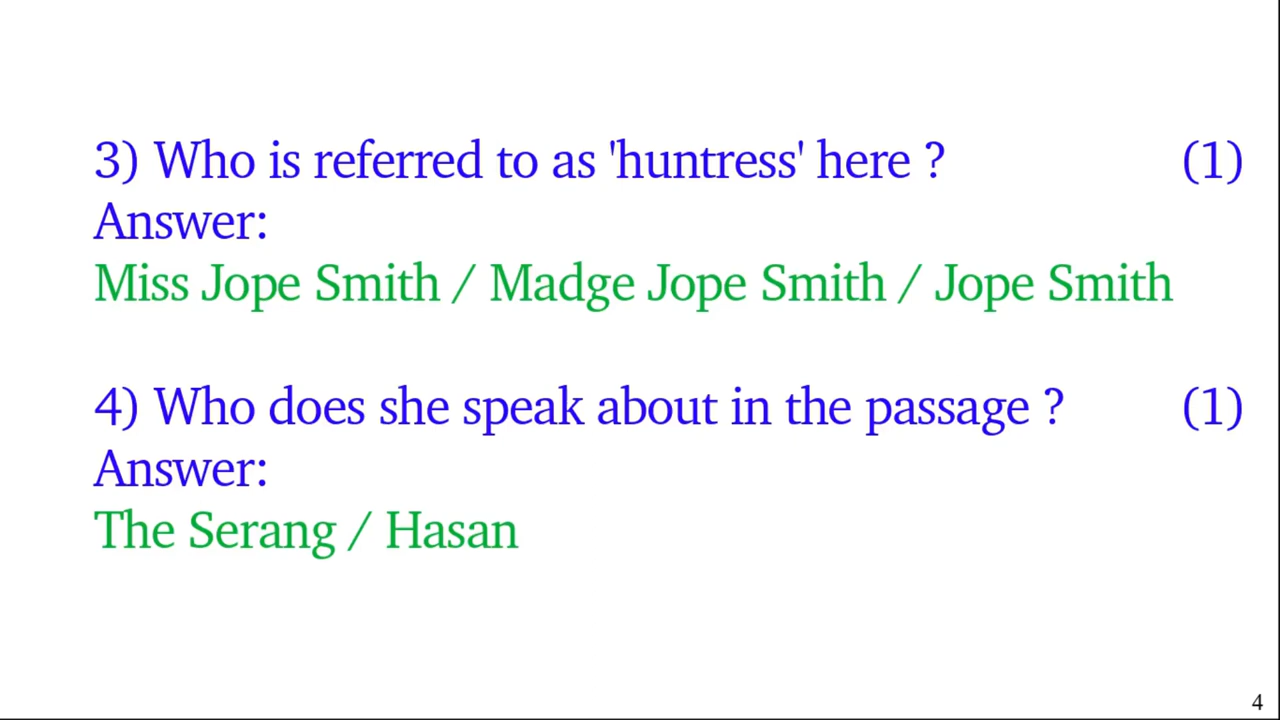 3) Who is referred to as 'huntress' here ? (1)
Answer:
Miss Jope Smith / Madge Jope Smith / Jope Smith
4) Who does she speak about in the passage ? (1)
Answer:
The Serang / Hasan
4